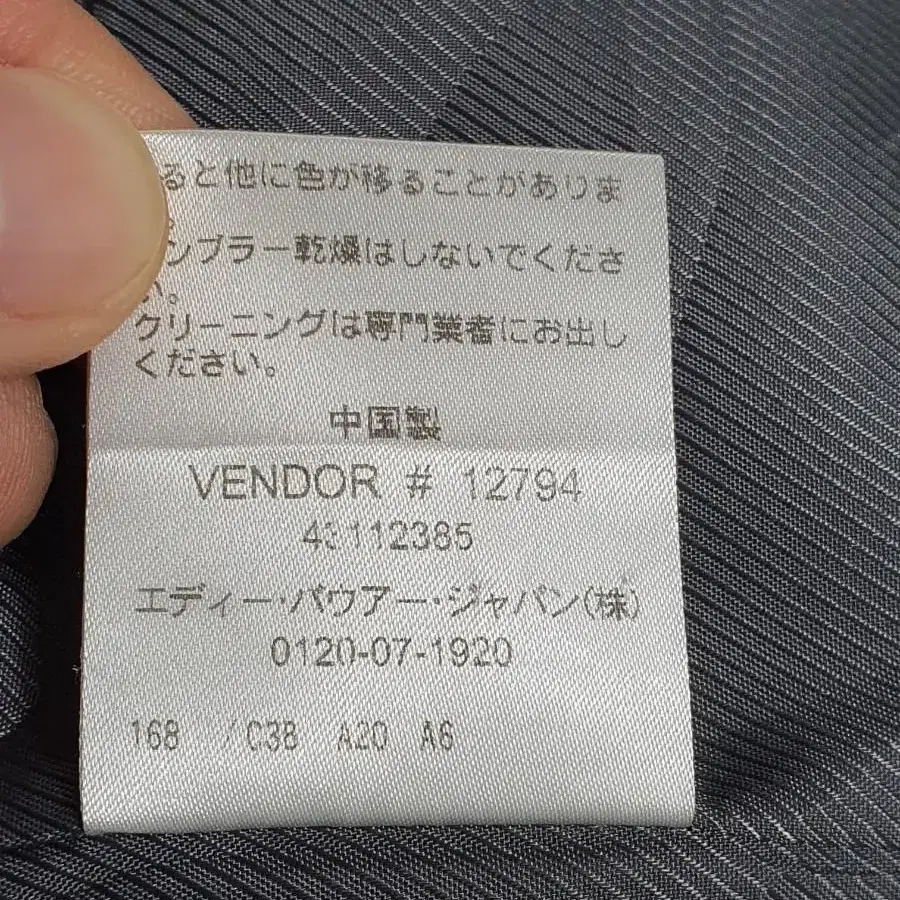 ると他に色が移ることがありま
。
ンブラー乾燥はしないでくださ
い。
クリーニングは専門業者にお出し
ください。
中国製
VENDOR # 12794
43112385
エディー・バウアー・ジャパン(株)
0120-07-1920
168 / C38 A20 A6